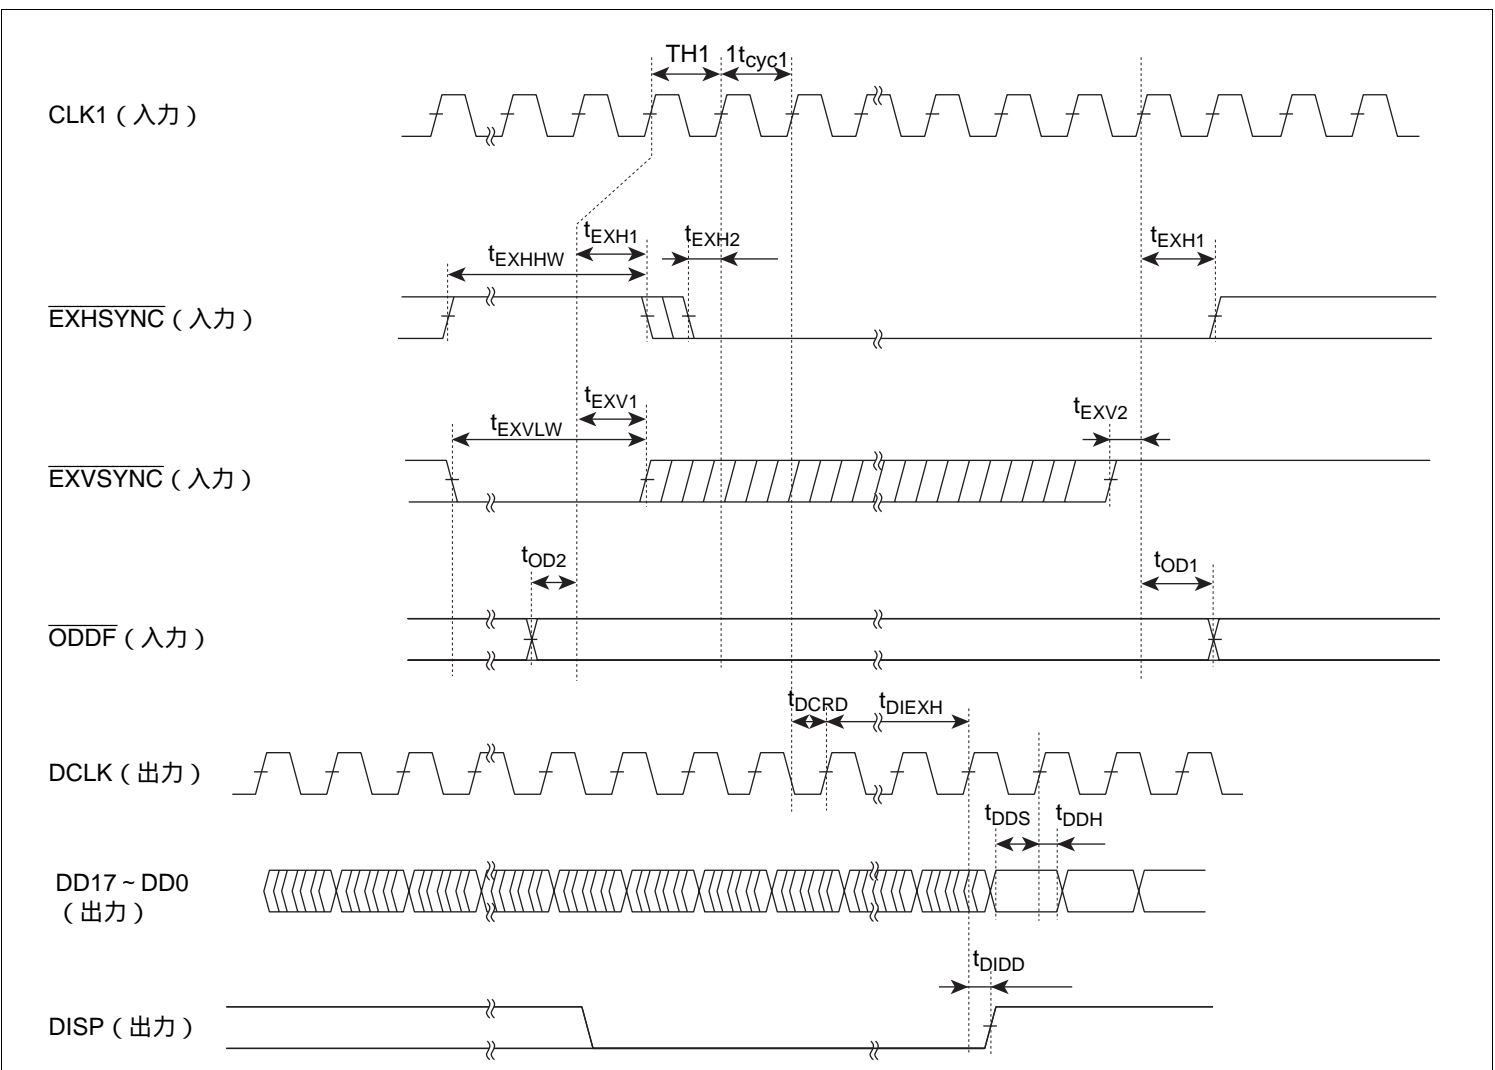 TH1 1tcyc1
CLK1 ( 入力 )
tEXH1 tEXH2 tEXH1
tEXHHW
EXHSYNC ( 入力 )
tEXV1 tEXV2
tEXVLW
EXVSYNC ( 入力 )
tOD2 tOD1
ODDF ( 入力 )
tDCRD tDIEXH
DCLK ( 出力 )
tDDS tDDH
DD17 ~ DD0
( 出力 )
tDIDD
DISP ( 出力 )